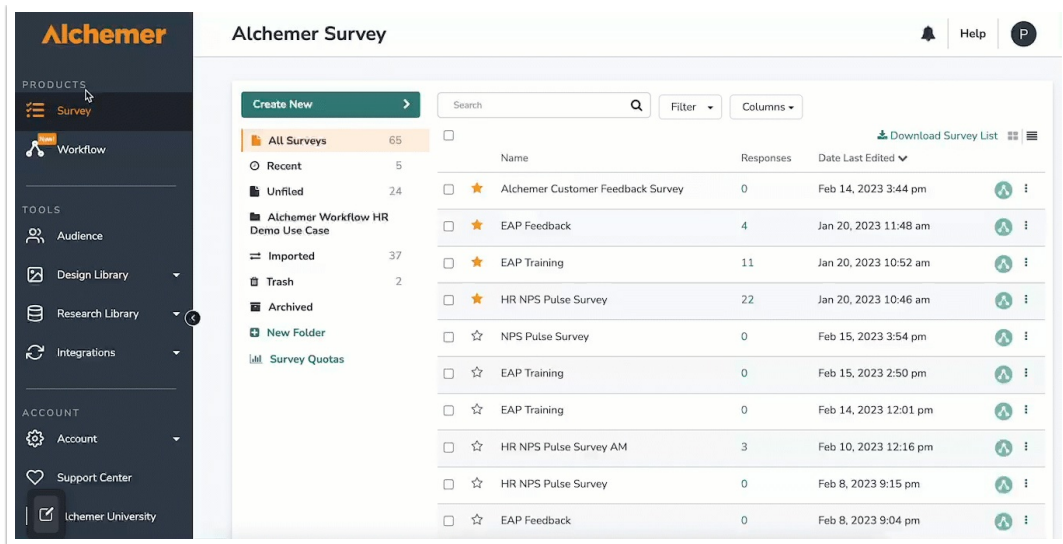 Alchemer
Alchemer Survey
Help
P
PRODUCTS
Survey
New!
Workflow
TOOLS
Audience
Design Library
Research Library
Integrations
ACCOUNT
Account
Support Center
lchemer University
Create New
All Surveys 65
Recent 5
Unfiled 24
Alchemer Workflow HR
Demo Use Case
Imported 37
Trash 2
Archived
New Folder
Survey Quotas
Search
Filter
Columns
Download Survey List
Name Responses Date Last Edited
Alchemer Customer Feedback Survey 0 Feb 14, 2023 3:44 pm
EAP Feedback 4 Jan 20, 2023 11:48 am
EAP Training 11 Jan 20, 2023 10:52 am
HR NPS Pulse Survey 22 Jan 20, 2023 10:46 am
NPS Pulse Survey 0 Feb 15, 2023 3:54 pm
EAP Training 0 Feb 15, 2023 2:50 pm
EAP Training 0 Feb 14, 2023 12:01 pm
HR NPS Pulse Survey AM 3 Feb 10, 2023 12:16 pm
HR NPS Pulse Survey 0 Feb 8, 2023 9:15 pm
EAP Feedback 0 Feb 8, 2023 9:04 pm